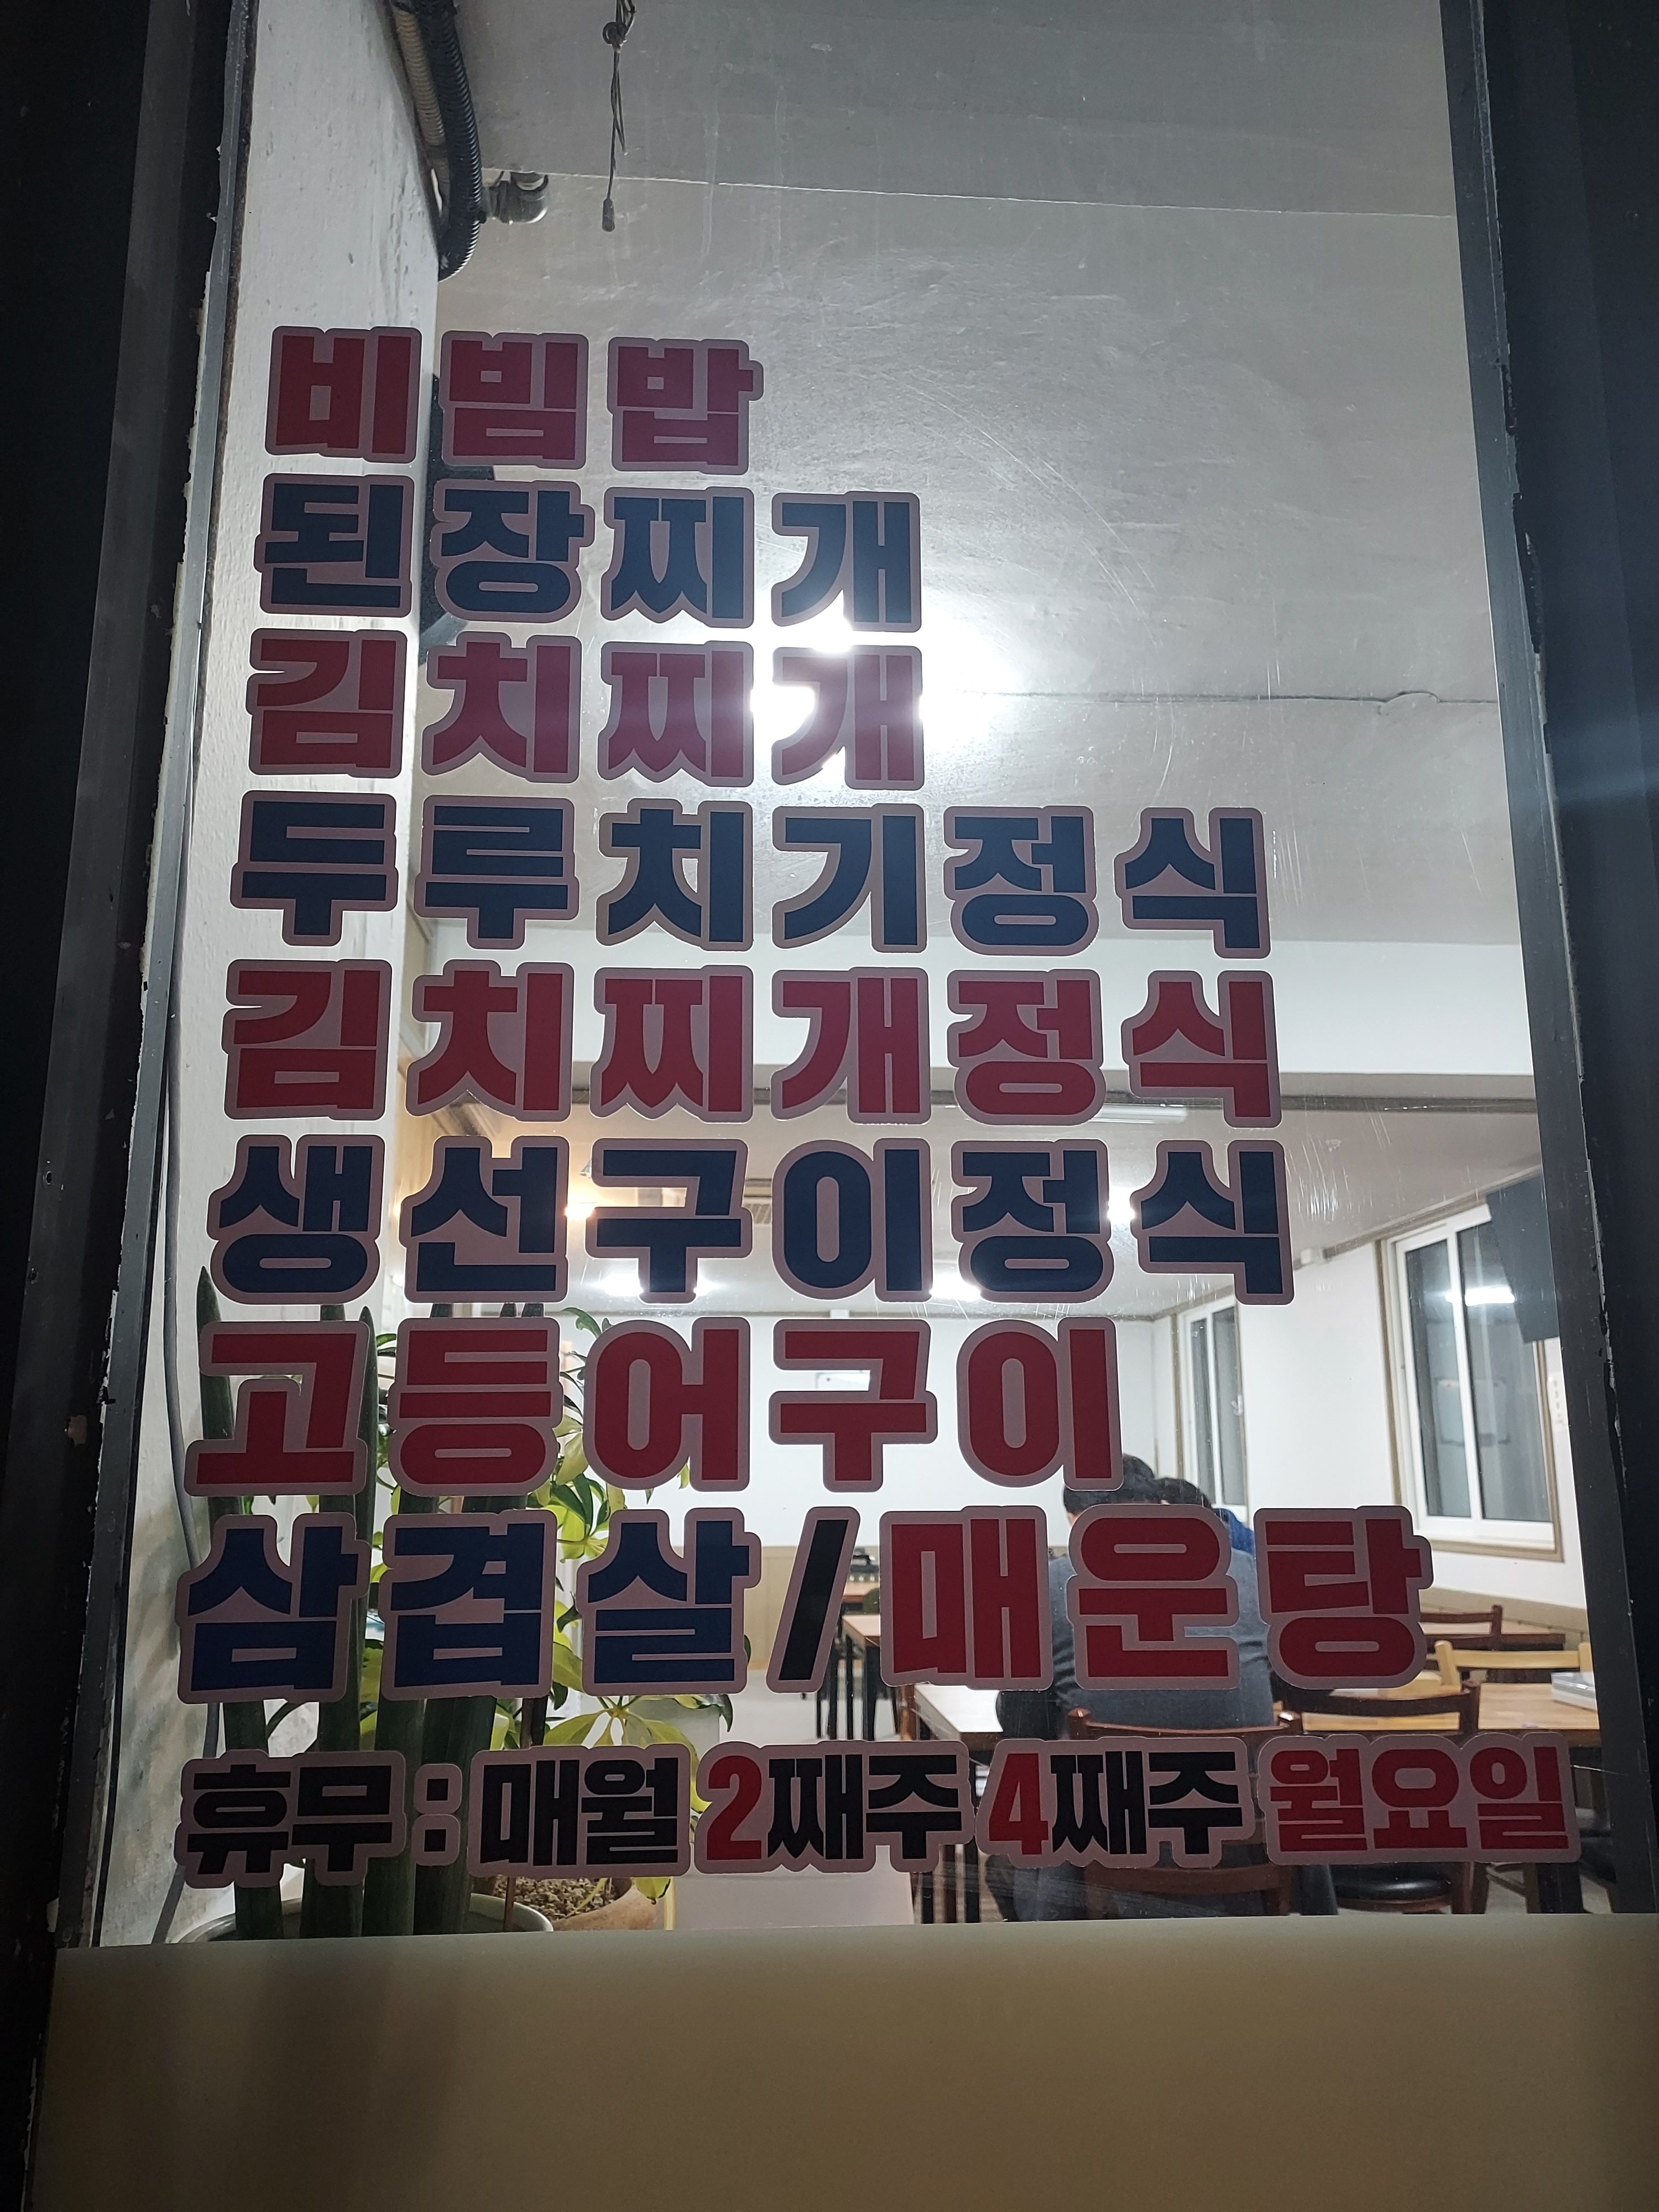 비빔밥
된장찌개
김치찌개
두루치기정식
김치찌개정식
생선구이정식
고등어구이
삼겹살/매운탕
휴무:매월 2째주 4째주 월요일